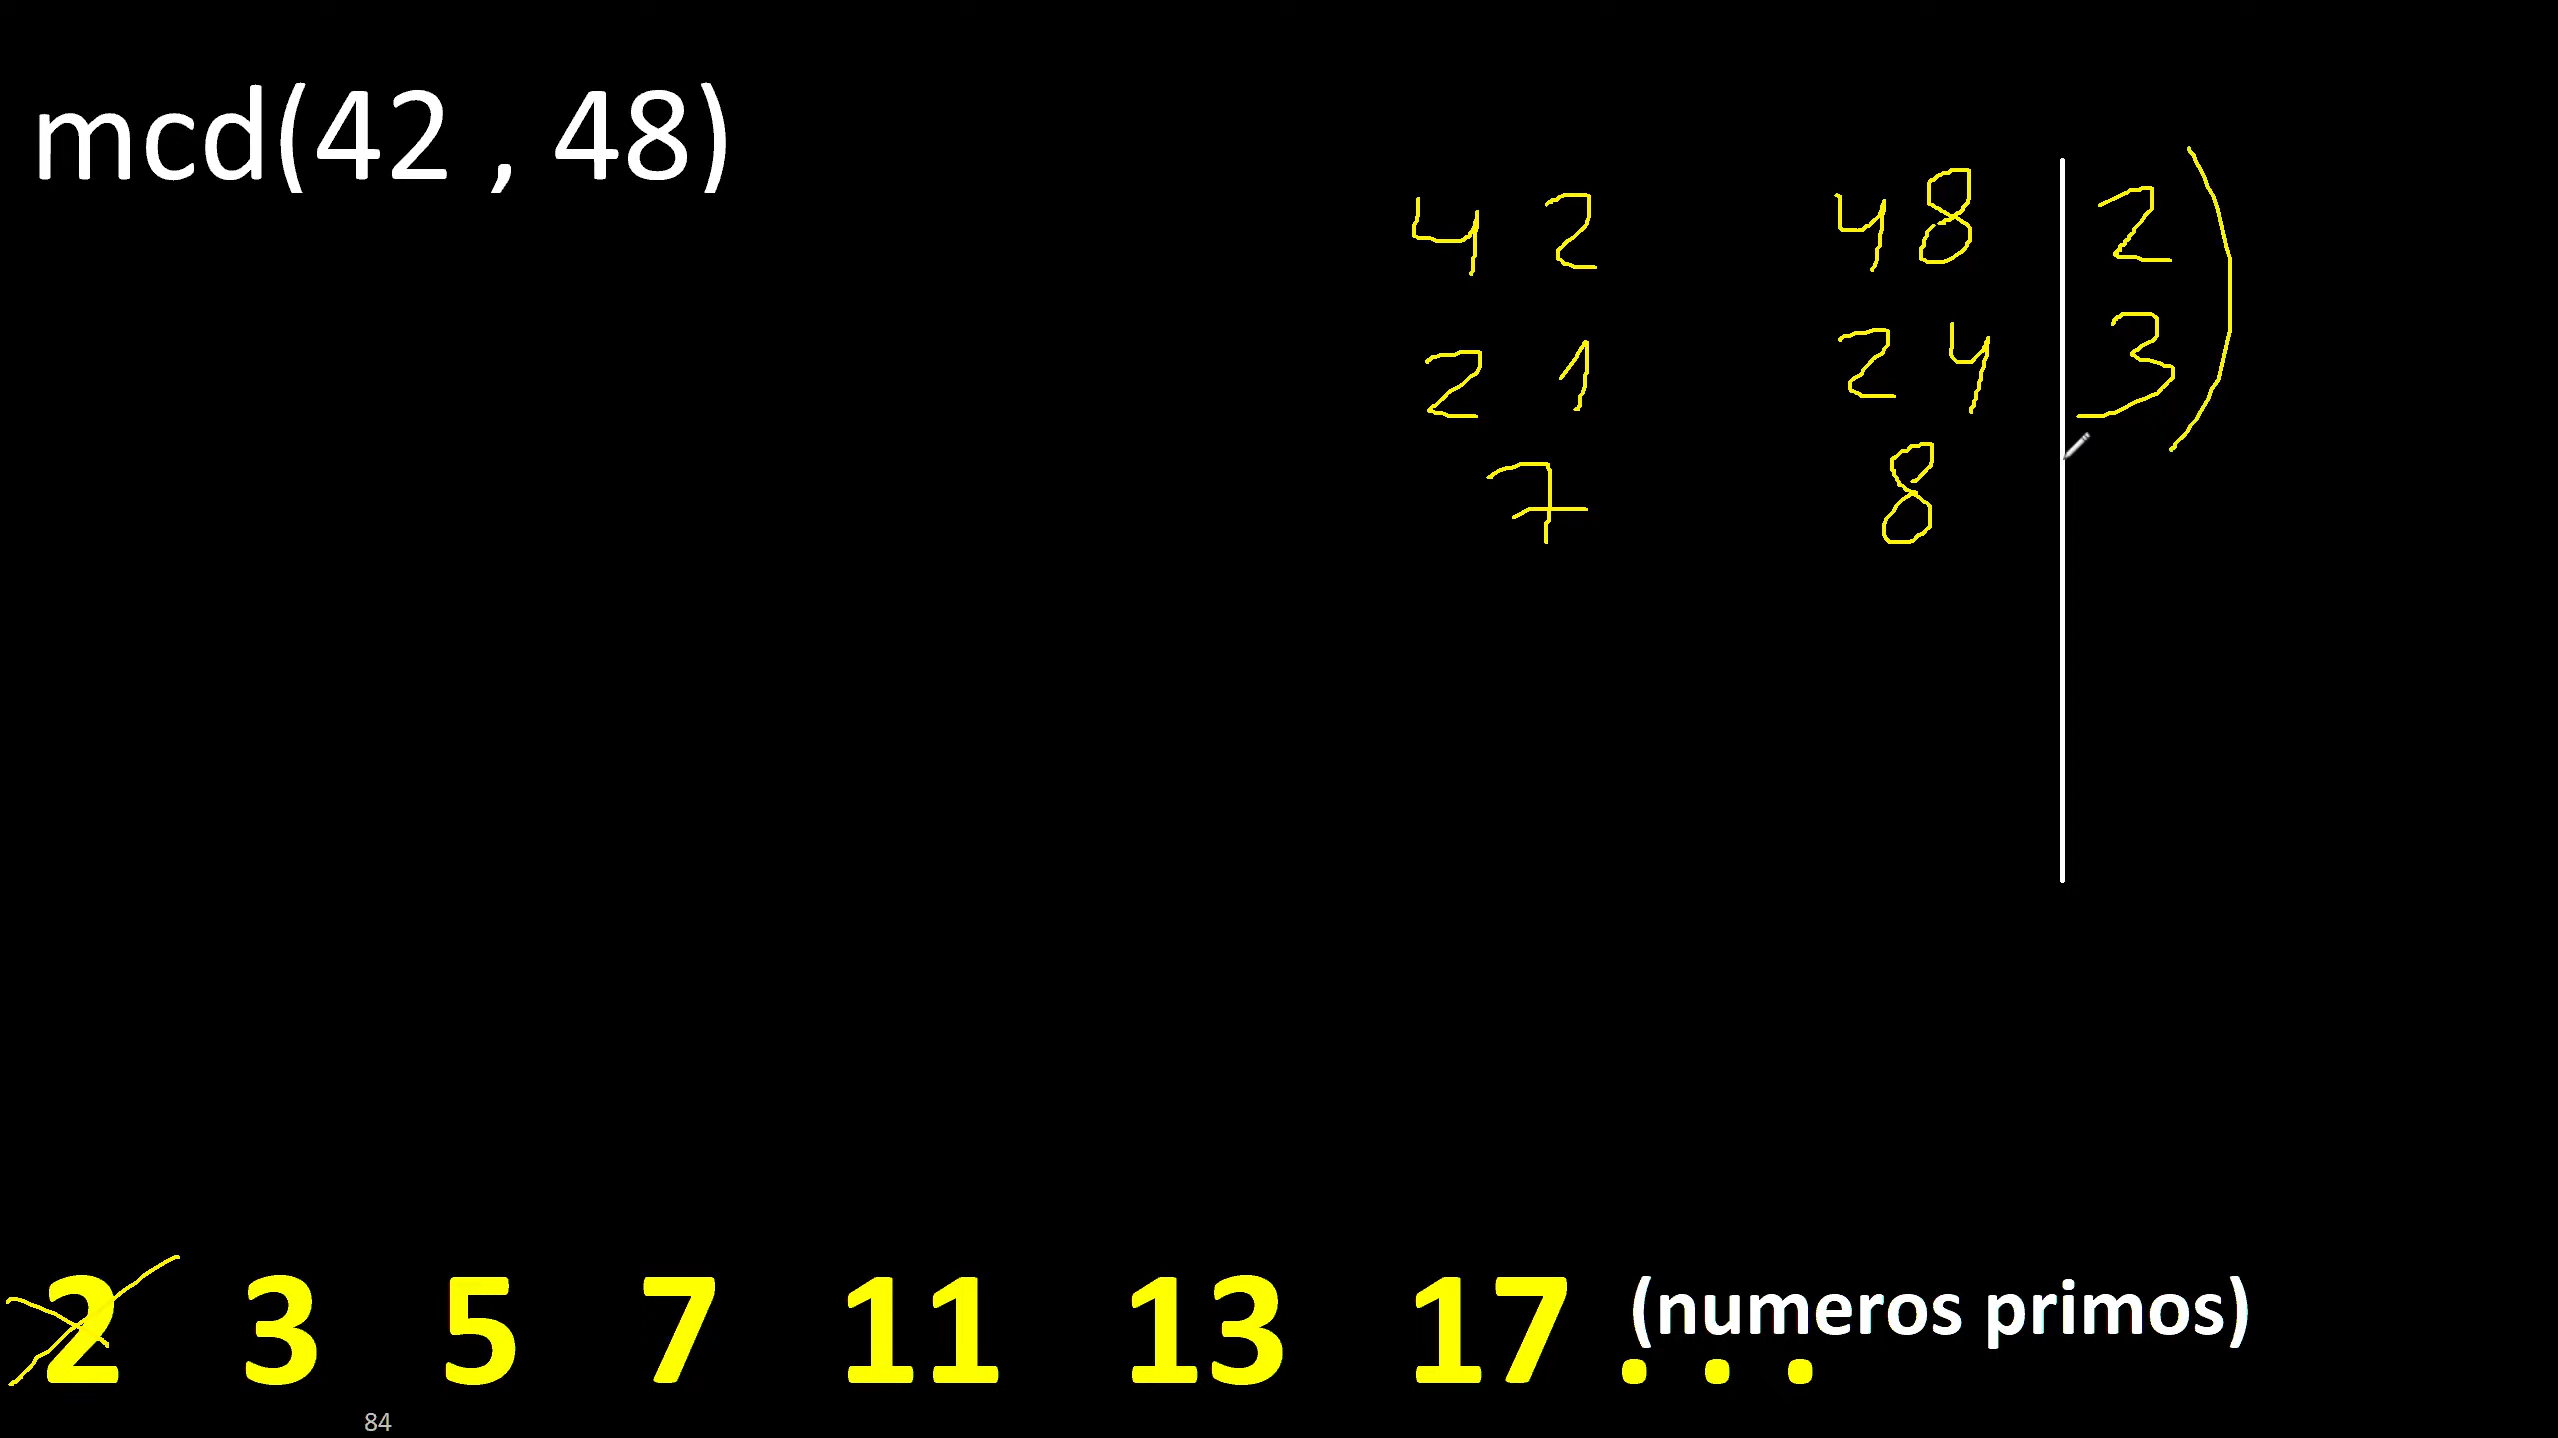 mcd(42 , 48)
42 48 2
21 24 3
7 8
2 3 5 7 11 13 17 . . . (numeros primos)
84